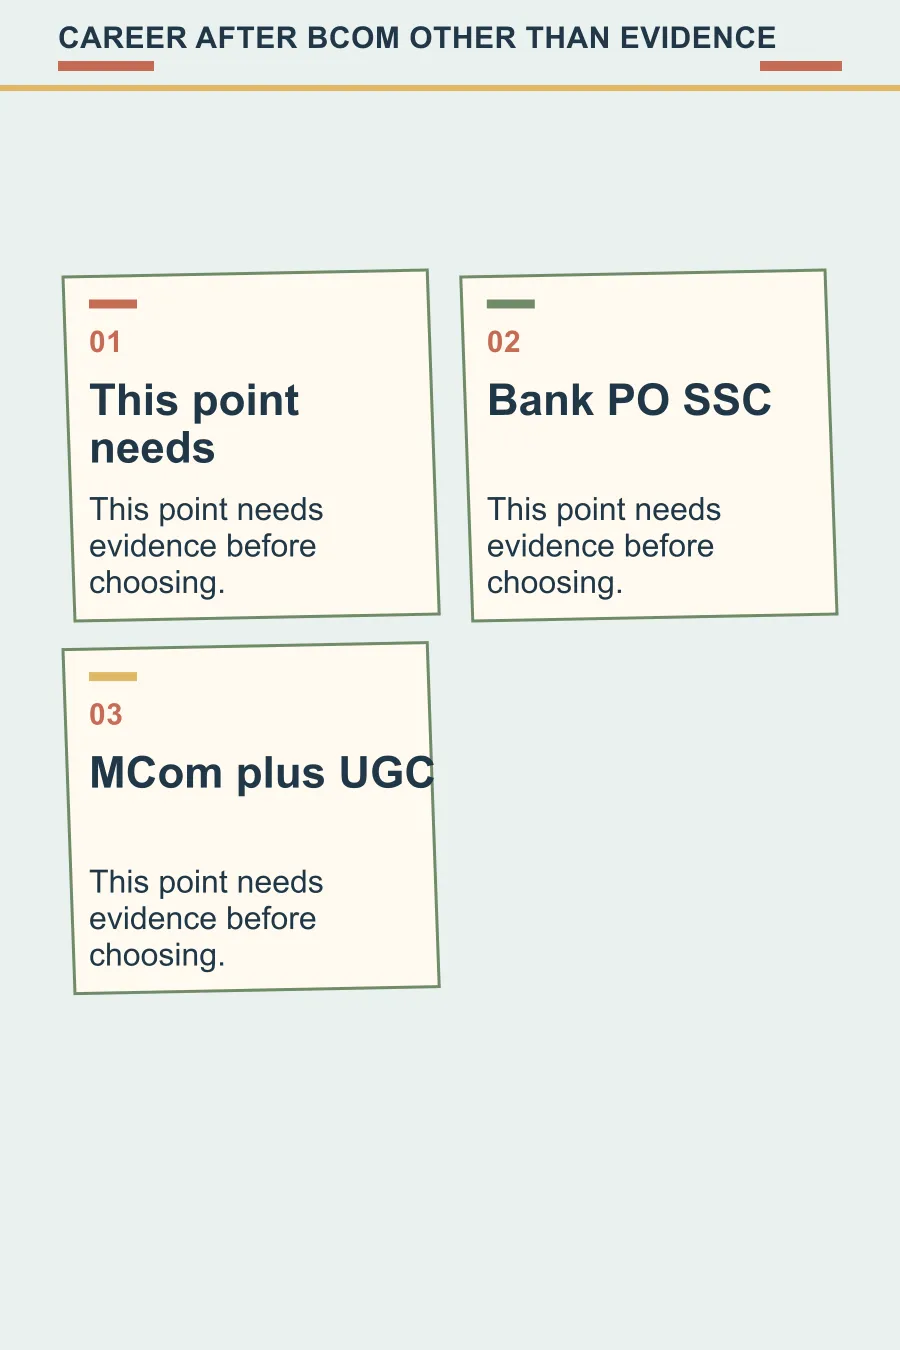 CAREER AFTER BCOM OTHER THAN EVIDENCE
01
This point
needs
This point needs
evidence before
choosing.
02
Bank PO SSC
This point needs
evidence before
choosing.
03
MCom plus UGC
This point needs
evidence before
choosing.